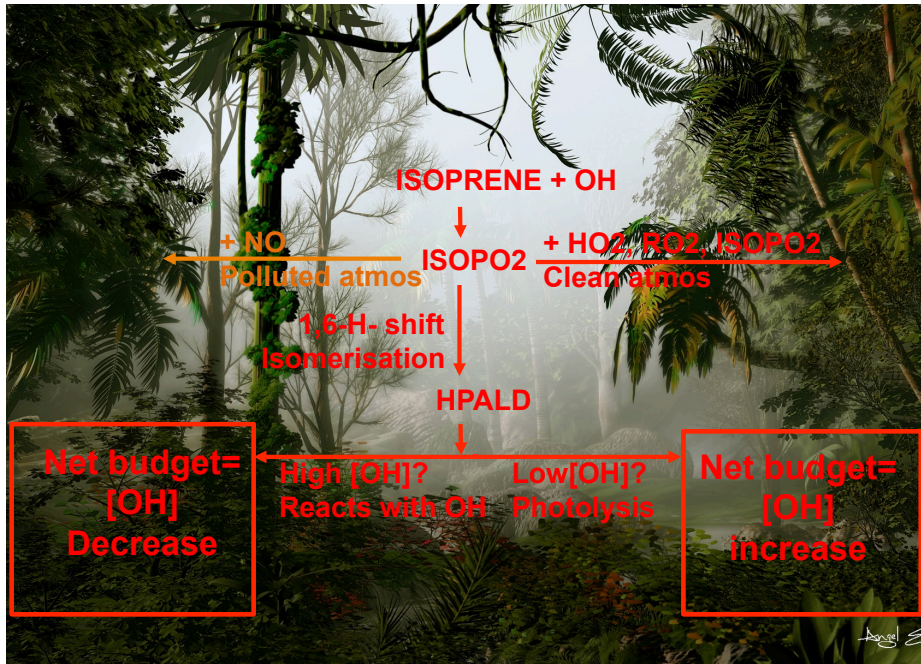 ISOPRENE + OH
+ NO
Polluted atmos
ISOPO2
+ HO2, RO2, ISOPO2
Clean atmos
1,6-H- shift
Isomerisation
HPALD
Net budget=
[OH]
Decrease
High [OH]?
Reacts with OH
Low[OH]?
Photolysis
Net budget=
[OH]
increase
Angel